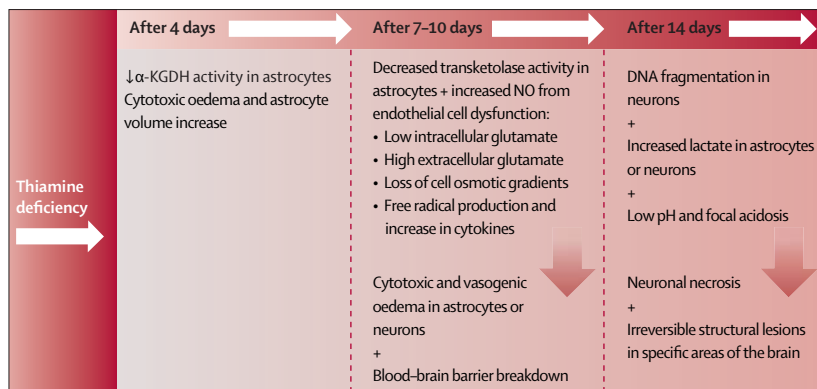 After 4 days
After 7–10 days
After 14 days
Thiamine
deficiency
↓α-KGDH activity in astrocytes
Cytotoxic oedema and astrocyte
volume increase
Decreased transketolase activity in
astrocytes + increased NO from
endothelial cell dysfunction:
• Low intracellular glutamate
• High extracellular glutamate
• Loss of cell osmotic gradients
• Free radical production and
increase in cytokines
Cytotoxic and vasogenic
oedema in astrocytes or
neurons
+
Blood–brain barrier breakdown
DNA fragmentation in
neurons
+
Increased lactate in astrocytes
or neurons
+
Low pH and focal acidosis
Neuronal necrosis
+
Irreversible structural lesions
in specific areas of the brain